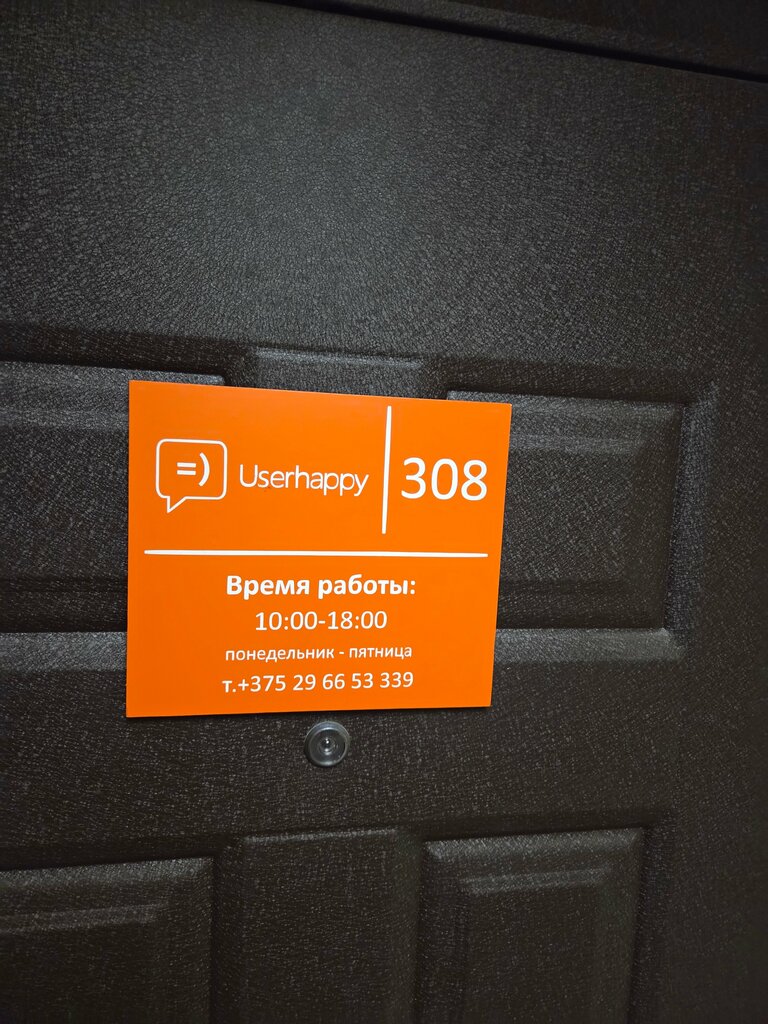 =) Userhappy 308
Время работы:
10:00-18:00
понедельник - пятница
т.+375 29 66 53 339